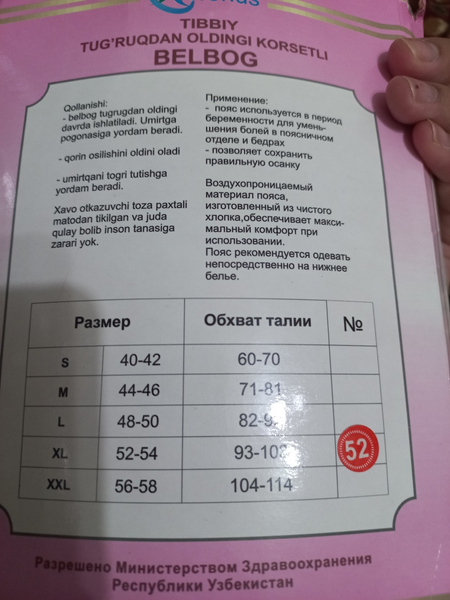 TIBBIY
TUG'RUQDAN OLDINGI KORSETLI
BELBOG
Qollanishi:
- belbog tugrugdan oldingi
davrda ishlatiladi. Umirtga
pogonasiga yordam beradi.
- qorin osilishini oldini oladi
- umirtqani togri tutishga
yordam beradi.
Xavo otkazuvchi toza paxtali
matodan tikilgan va juda
qulay bolib inson tanasiga
zarari yok.
Применение:
- пояс используется в период
беременности для умень-
шения болей в поясничном
отделе и бедрах
- позволяет сохранить
правильную осанку
Воздухопроницаемый
материал пояса,
изготовленный из чистого
хлопка,обеспечивает макси-
мальный комфорт при
использовании.
Пояс рекомендуется одевать
непосредственно на нижнее
белье.
Размер Обхват талии №
S 40-42 60-70
M 44-46 71-81
L 48-50
XL 52-54 52
XXL 56-58 104-114
Разрешено Министерством Здравоохранения
Республики Узбекистан